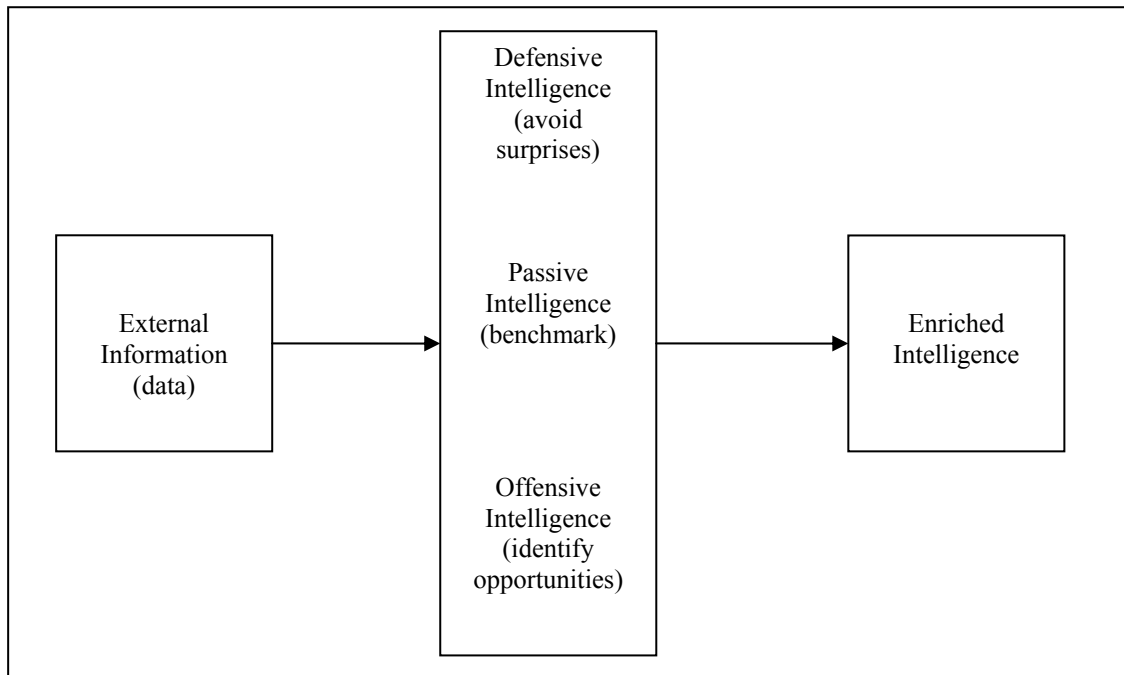 External
Information
(data)
Defensive
Intelligence
(avoid
surprises)
Passive
Intelligence
(benchmark)
Offensive
Intelligence
(identify
opportunities)
Enriched
Intelligence